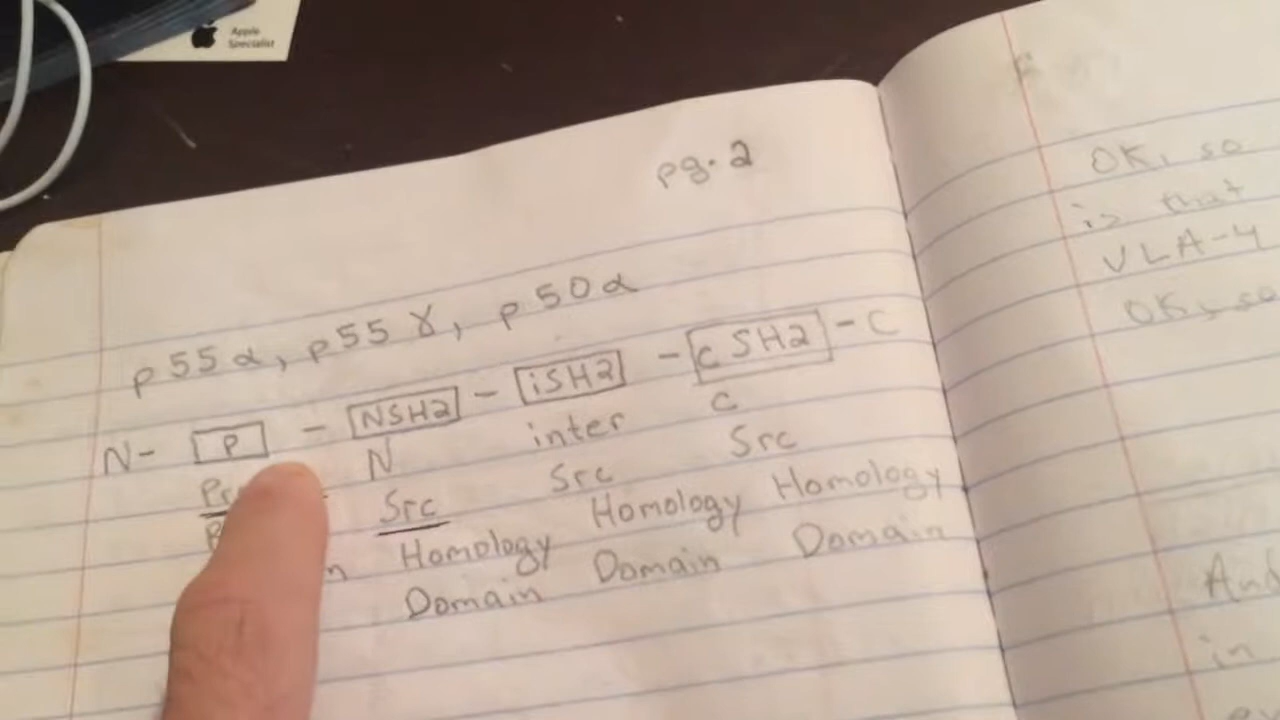 Apple
Specialist
pg. 2
p55α, p55γ, p50α
N- P - NSH2 - iSH2 - cSH2 - C
N inter C
Src Src Src
Homology Homology Homology
Domain Domain Domain
OK, so
is that
VLA-4
OK, so
And
in